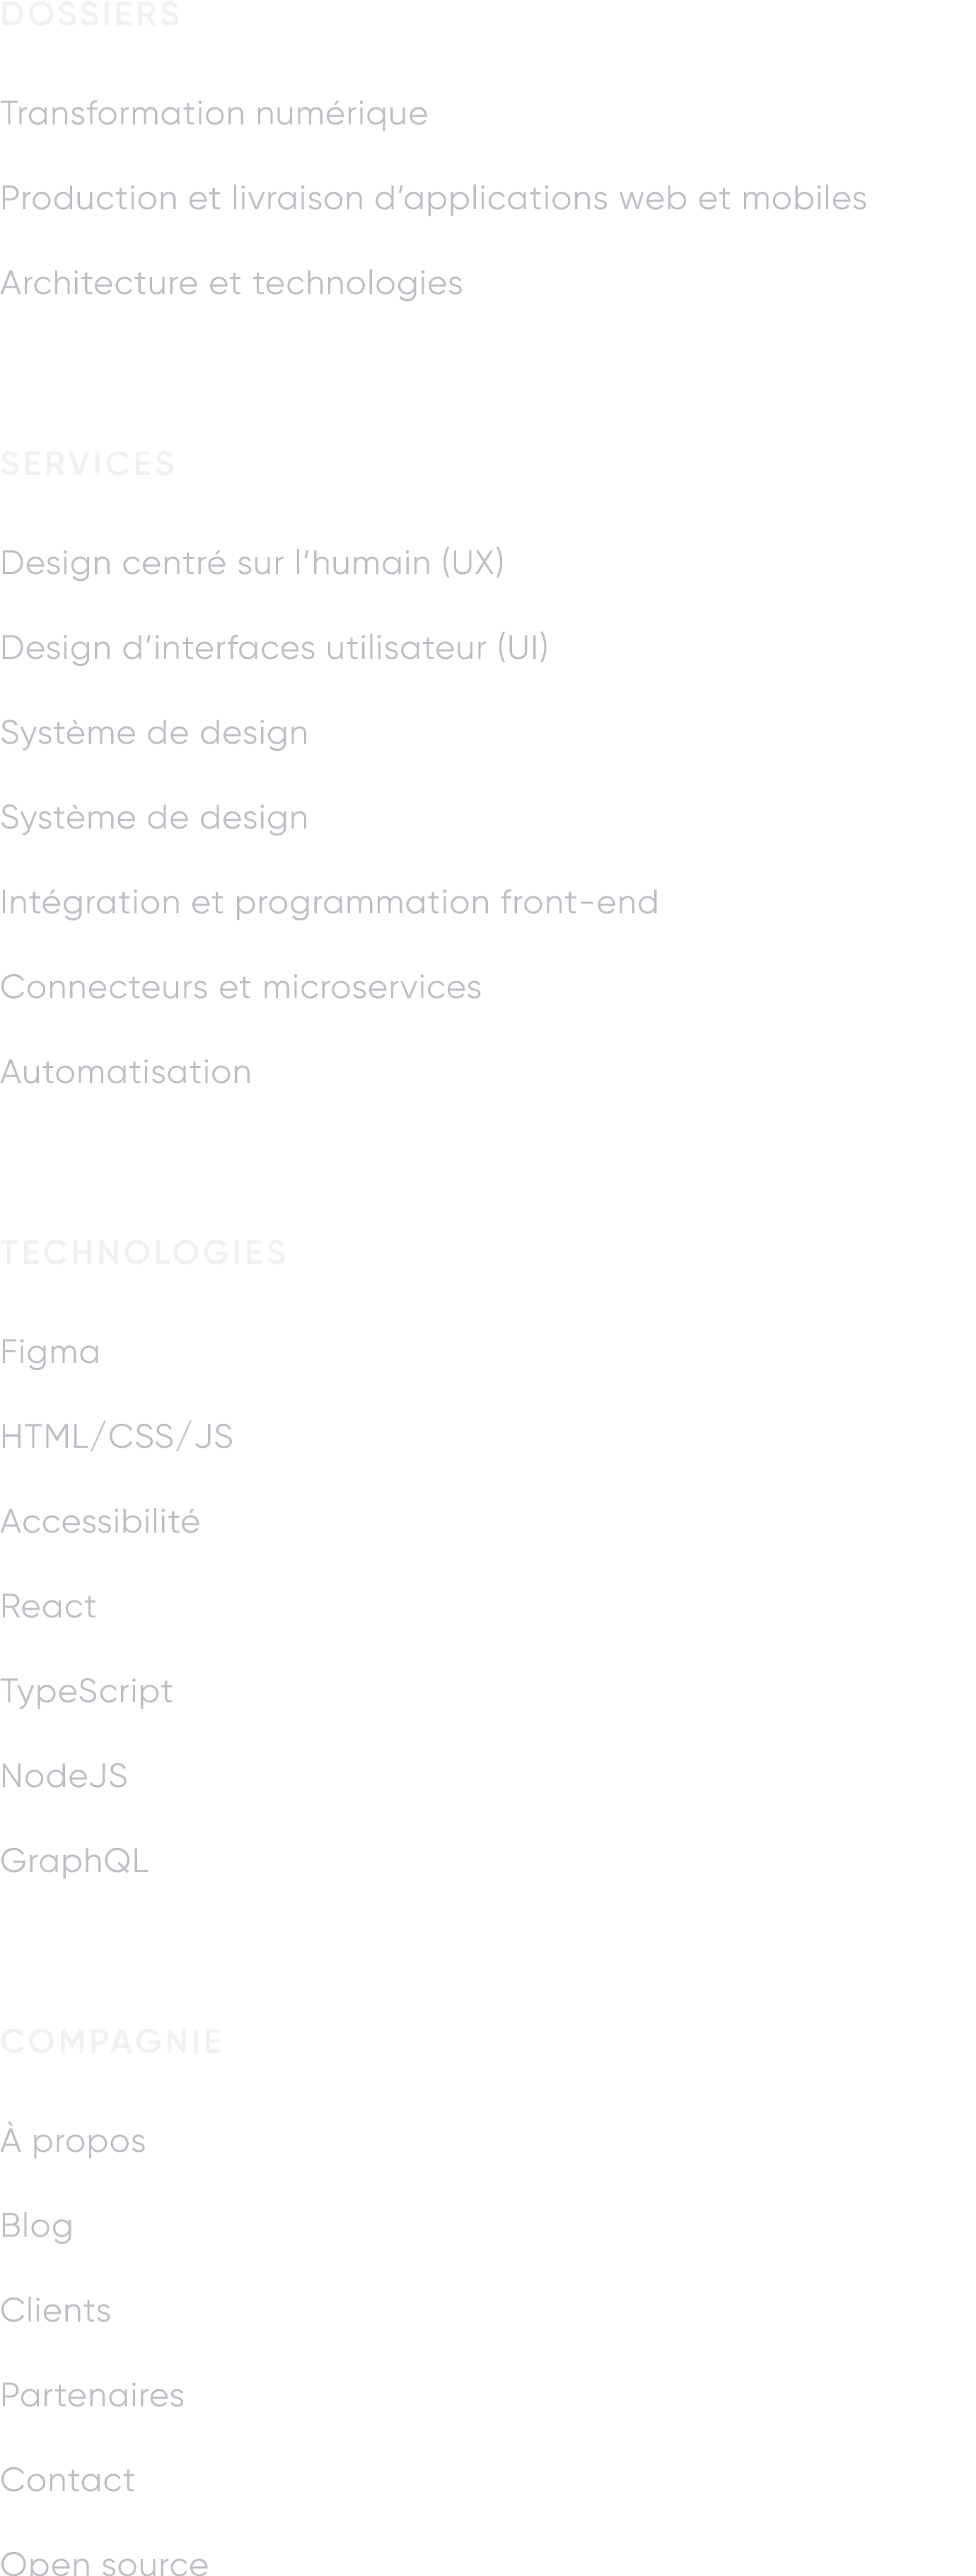 DOSSIERS
Transformation numérique
Production et livraison d’applications web et mobiles
Architecture et technologies
SERVICES
Design centré sur l’humain (UX)
Design d’interfaces utilisateur (UI)
Système de design
Système de design
Intégration et programmation front-end
Connecteurs et microservices
Automatisation
TECHNOLOGIES
Figma
HTML/CSS/JS
Accessibilité
React
TypeScript
NodeJS
GraphQL
COMPAGNIE
À propos
Blog
Clients
Partenaires
Contact
Open source